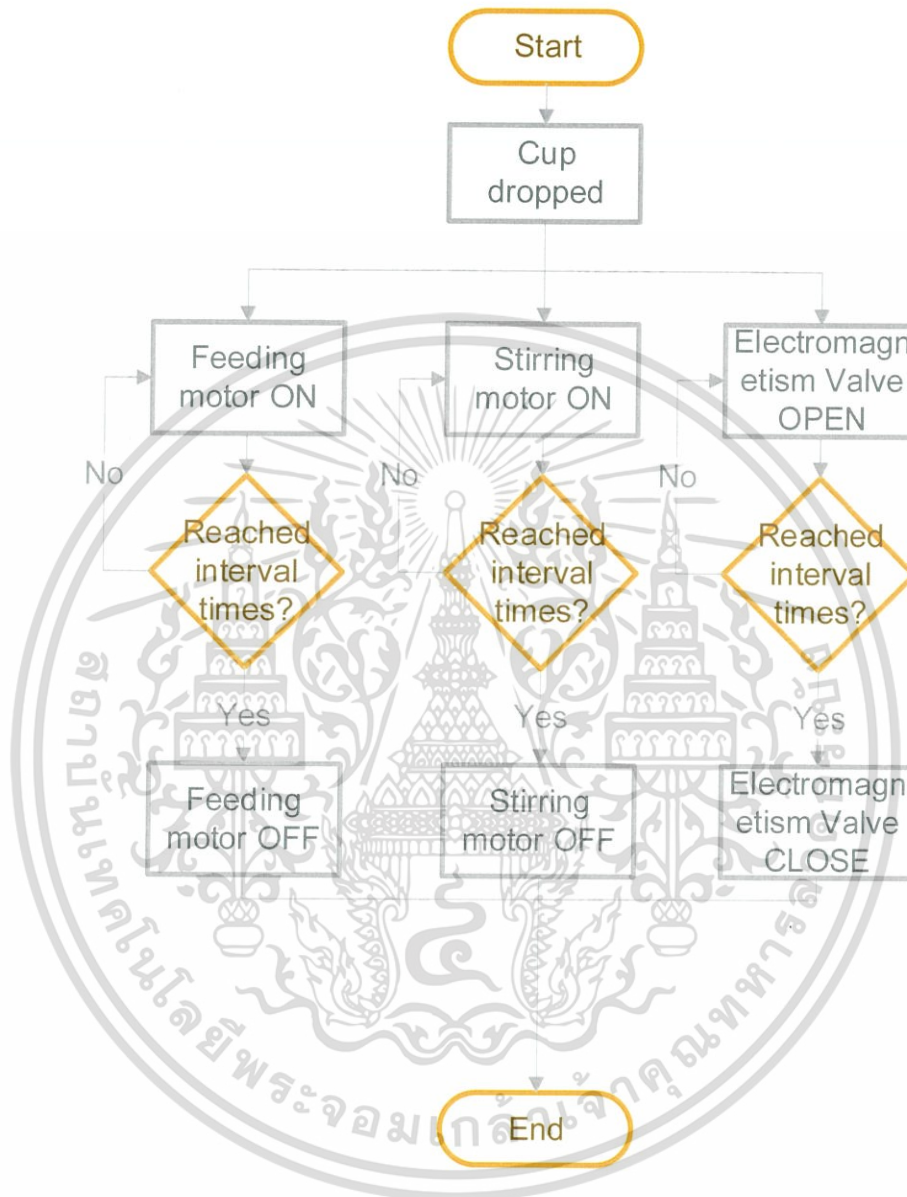 Start
Cup
dropped
Feeding
motor ON
Stirring
motor ON
Electromagn
etism Valve
OPEN
No
No
No
Reached
interval
times?
Reached
interval
times?
Reached
interval
times?
Yes
Yes
Yes
Feeding
motor OFF
Stirring
motor OFF
Electromagn
etism Valve
CLOSE
End